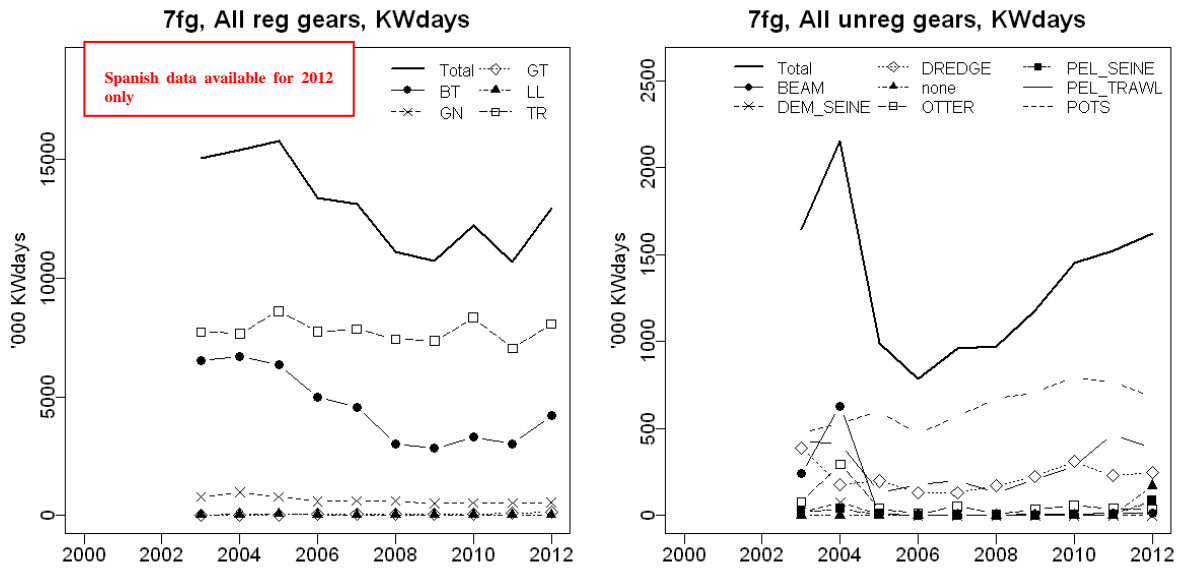 7fg, All reg gears, KWdays
Spanish data available for 2012
only
Total GT
BT LL
GN TR
'000 KWdays
15000
10000
5000
0
2000 2002 2004 2006 2008 2010 2012
7fg, All unreg gears, KWdays
Total DREDGE PEL_SEINE
BEAM none PEL_TRAWL
DEM_SEINE OTTER POTS
'000 KWdays
2500
2000
1500
1000
500
0
2000 2002 2004 2006 2008 2010 2012